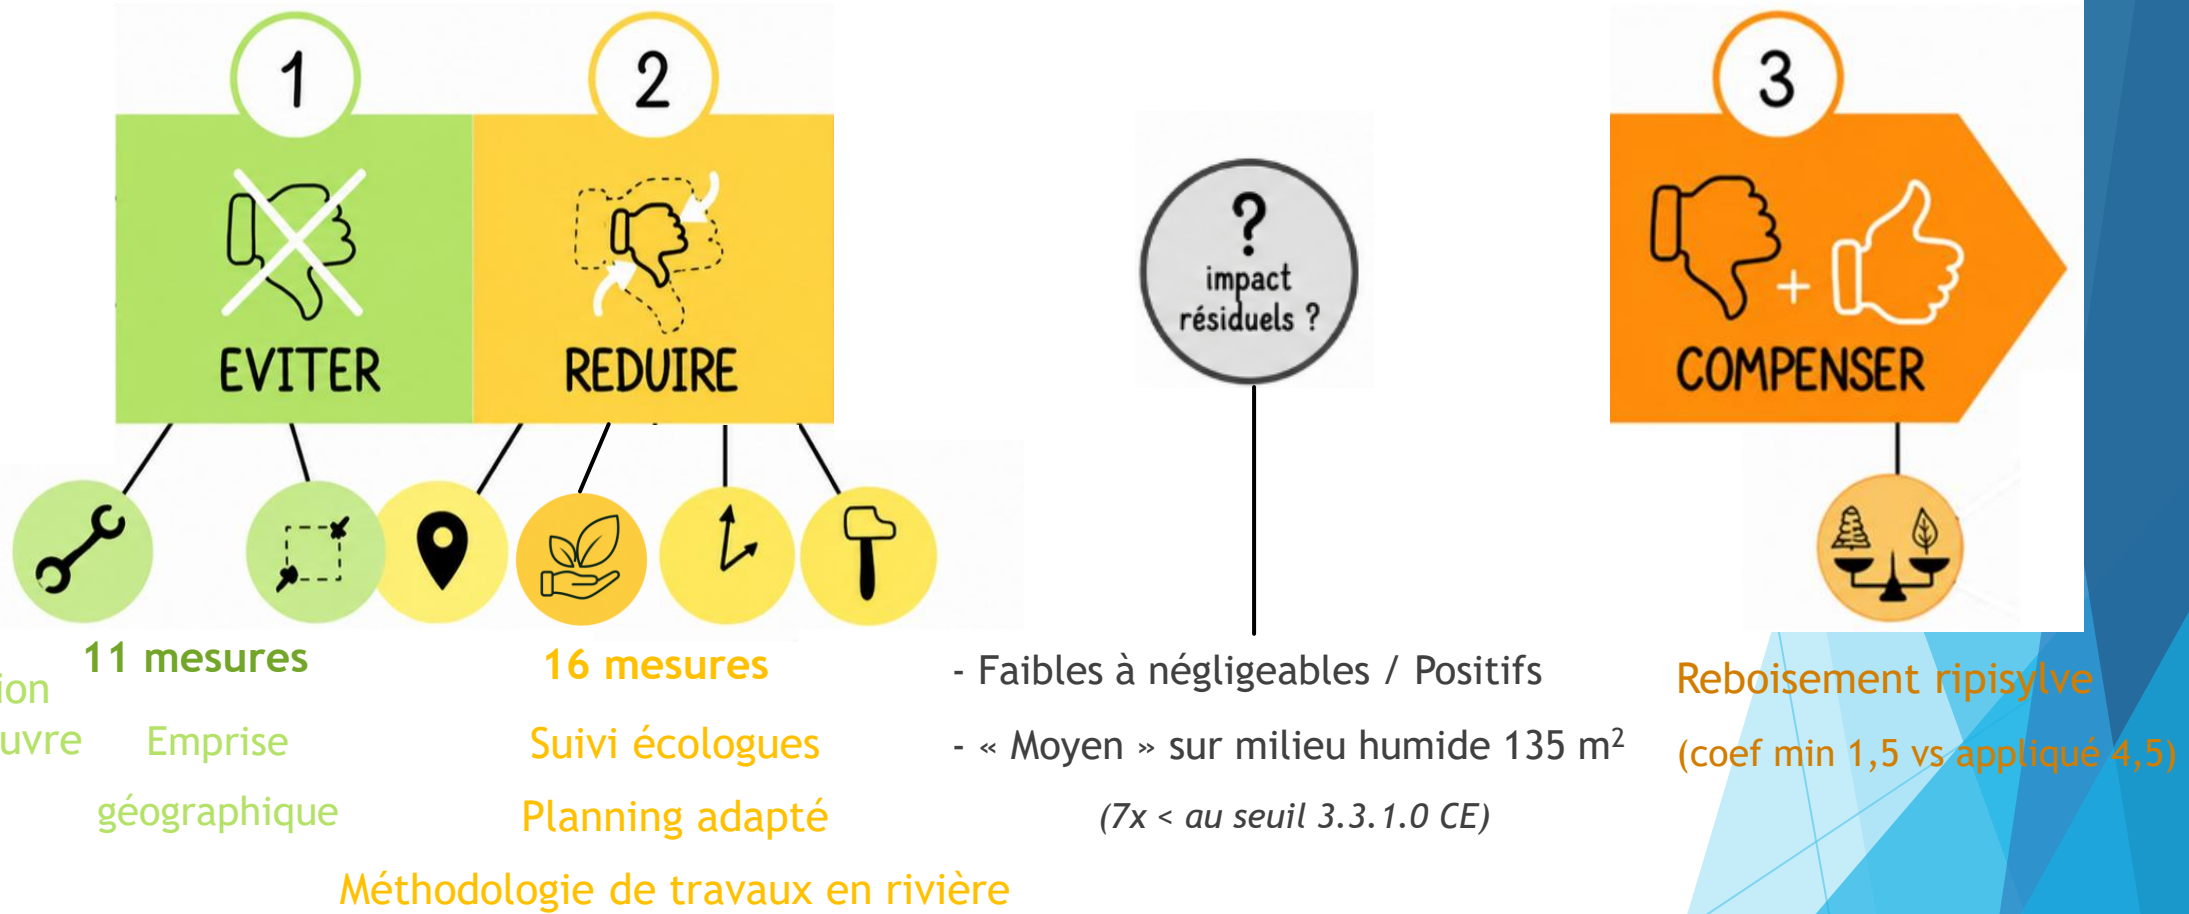 1
2
3
EVITER
REDUIRE
?
impact
résiduels ?
+
COMPENSER
11 mesures
Emprise
géographique
16 mesures
Suivi écologues
Planning adapté
Méthodologie de travaux en rivière
- Faibles à négligeables / Positifs
- « Moyen » sur milieu humide 135 m²
(7x < au seuil 3.3.1.0 CE)
Reboisement ripisylve
(coef min 1,5 vs appliqué 4,5)